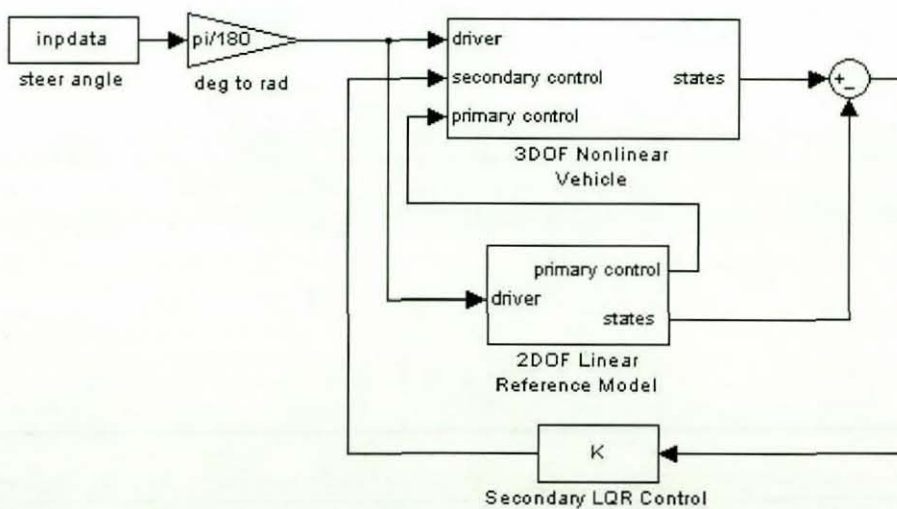 inpdata
steer angle
pi/180
deg to rad
driver
secondary control
primary control
states
3DOF Nonlinear
Vehicle
+
-
primary control
driver
states
2DOF Linear
Reference Model
K
Secondary LQR Control